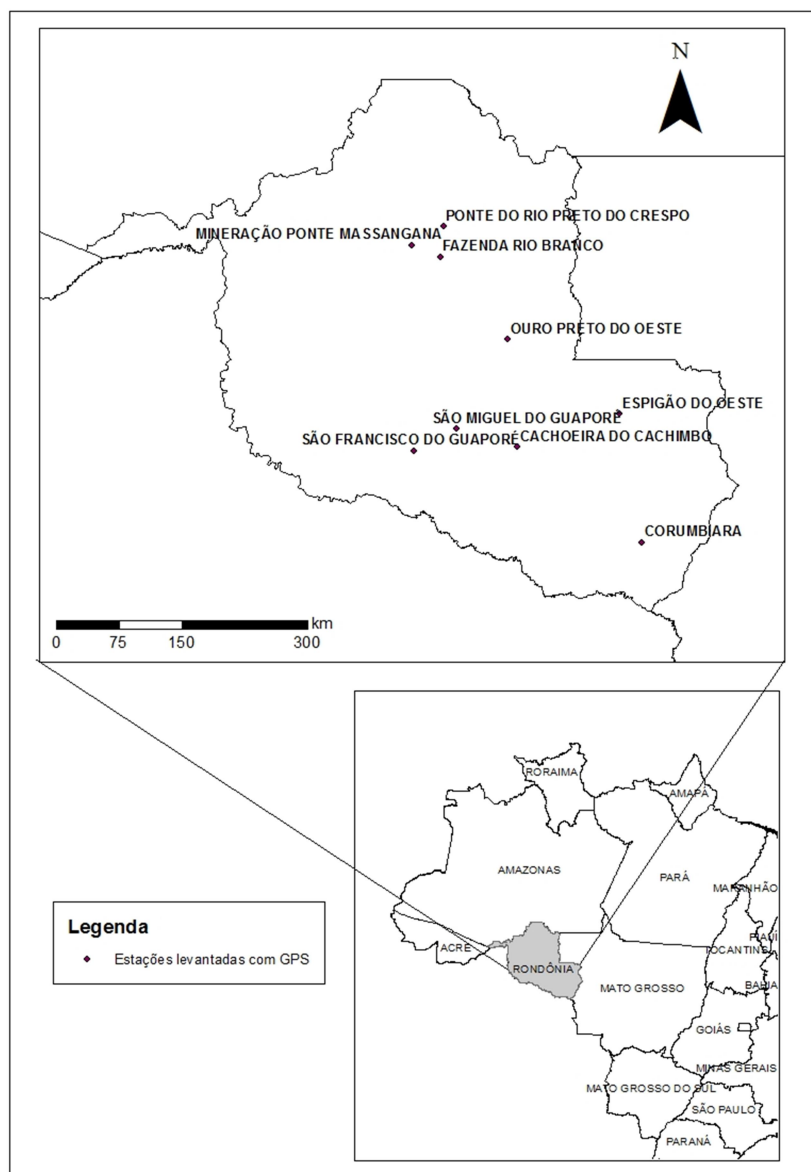 N
PONTE DO RIO PRETO DO CRESPO
MINERAÇÃO PONTE MASSANGANA
FAZENDA RIO BRANCO
OURO PRETO DO OESTE
ESPIGÃO DO OESTE
SÃO MIGUEL DO GUAPORÉ
SÃO FRANCISCO DO GUAPORÉ
CACHOEIRA DO CACHIMBO
CORUMBIARA
km
0 75 150 300
RORAIMA
AMAPÁ
AMAZONAS
PARÁ
MARANHÃO
PIAUÍ
ACRE
TOCANTINS
RONDÔNIA
MATO GROSSO
BAHIA
GOIÁS
MINAS GERAIS
MATO GROSSO DO SUL
SÃO PAULO
PARANÁ
Legenda
Estações levantadas com GPS